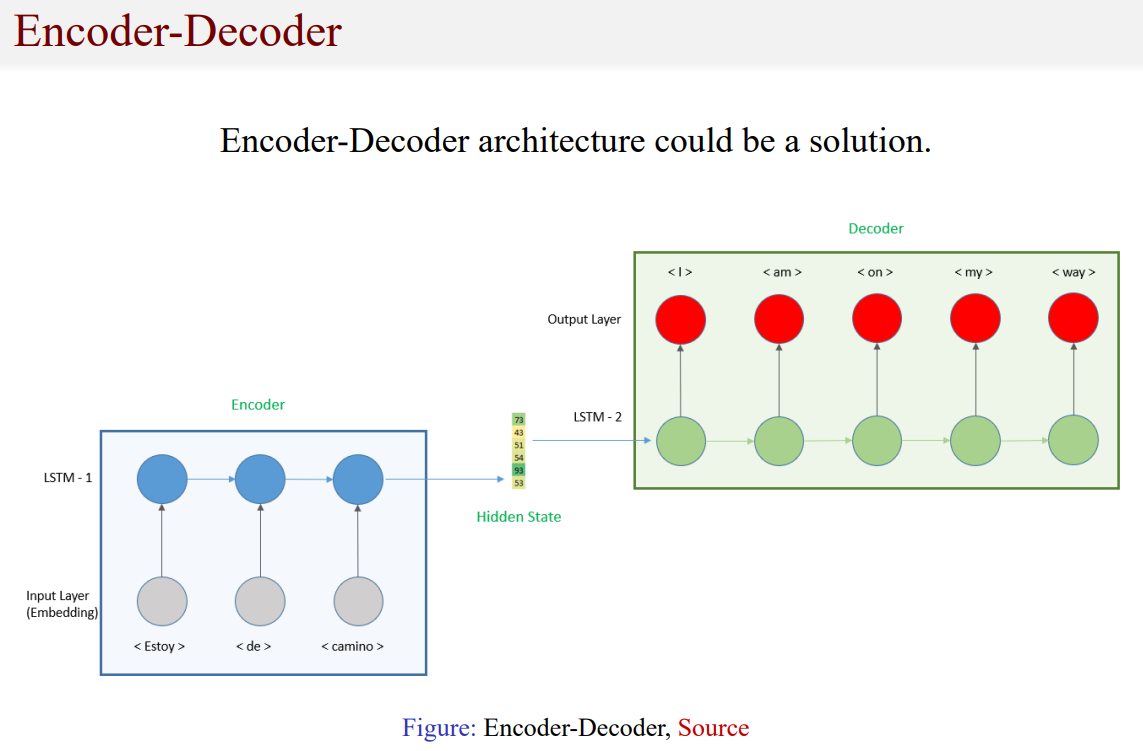 Encoder-Decoder
Encoder-Decoder architecture could be a solution.
Decoder
< I >
< am >
< on >
< my >
< way >
Output Layer
LSTM - 2
Encoder
LSTM - 1
73
43
51
54
93
53
Hidden State
Input Layer
(Embedding)
< Estoy >
< de >
< camino >
Figure: Encoder-Decoder, Source